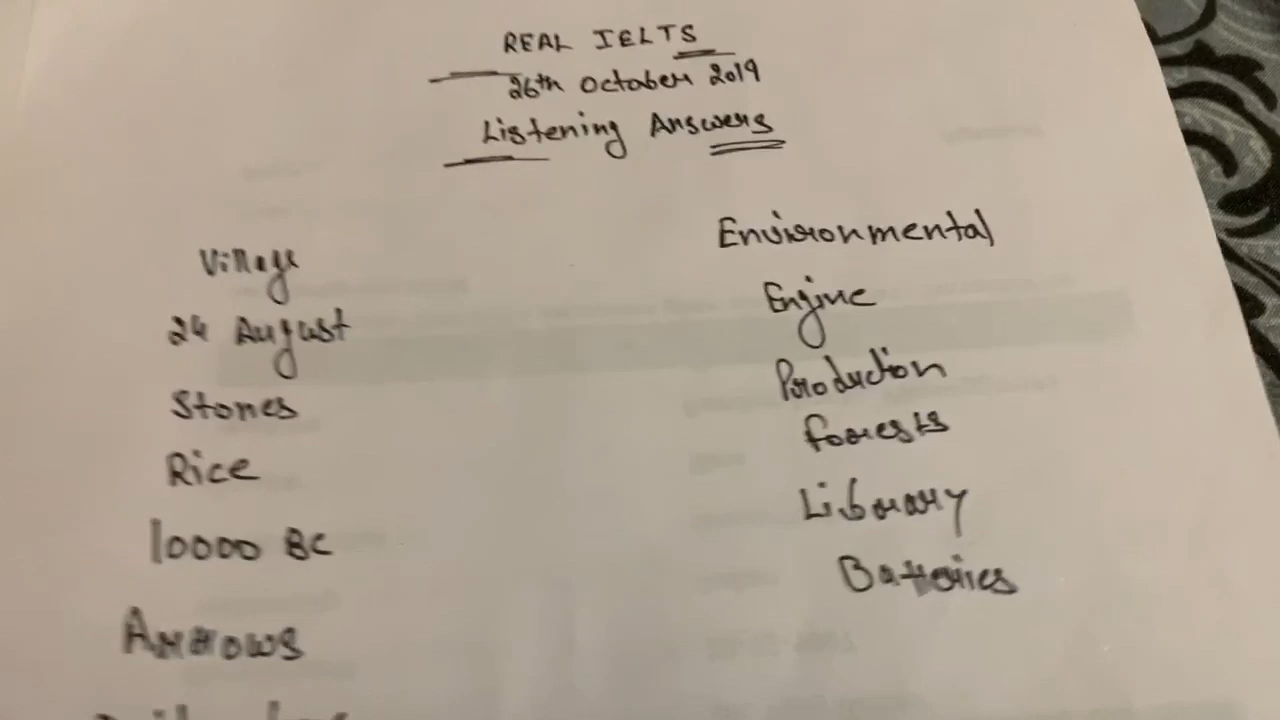 REAL IELTS
26th October 2019
Listening Answers
Village
24 August
Stones
Rice
10000 BC
Arrows
Environmental
Engine
Production
forests
Library
Batteries